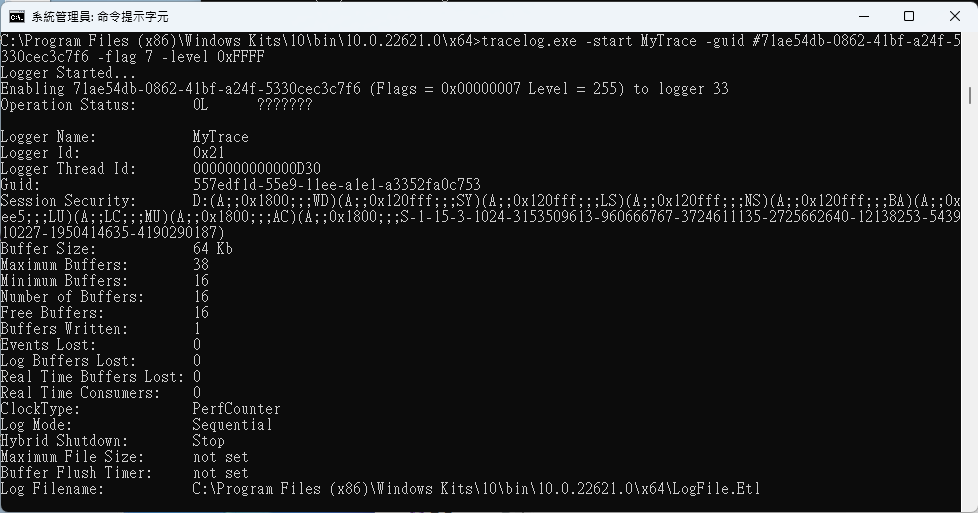 系統管理員: 命令提示字元
C:\Program Files (x86)\Windows Kits\10\bin\10.0.22621.0\x64>tracelog.exe -start MyTrace -guid #71ae54db-0862-41bf-a24f-5
330cec3c7f6 -flag 7 -level 0xFFFF
Logger Started...
Enabling 71ae54db-0862-41bf-a24f-5330cec3c7f6 (Flags = 0x00000007 Level = 255) to logger 33
Operation Status:       0L      ???????
Logger Name:            MyTrace
Logger Id:              0x21
Logger Thread Id:       0000000000000D30
Guid:                   557edf1d-55e9-11ee-a1e1-a3352fa0c753
Session Security:       D:(A;;0x1800;;;WD)(A;;0x120fff;;;SY)(A;;0x120fff;;;LS)(A;;0x120fff;;;NS)(A;;0x120fff;;;BA)(A;;0x
ee5;;;LU)(A;;LC;;;MU)(A;;0x1800;;;AC)(A;;0x1800;;;S-1-15-3-1024-3153509613-960666767-3724611135-2725662640-12138253-5439
10227-1950414635-4190290187)
Buffer Size:            64 Kb
Maximum Buffers:        38
Minimum Buffers:        16
Number of Buffers:      16
Free Buffers:           16
Buffers Written:        1
Events Lost:            0
Log Buffers Lost:       0
Real Time Buffers Lost: 0
Real Time Consumers:    0
ClockType:              PerfCounter
Log Mode:               Sequential
Hybrid Shutdown:        Stop
Maximum File Size:      not set
Buffer Flush Timer:     not set
Log Filename:           C:\Program Files (x86)\Windows Kits\10\bin\10.0.22621.0\x64\LogFile.Etl